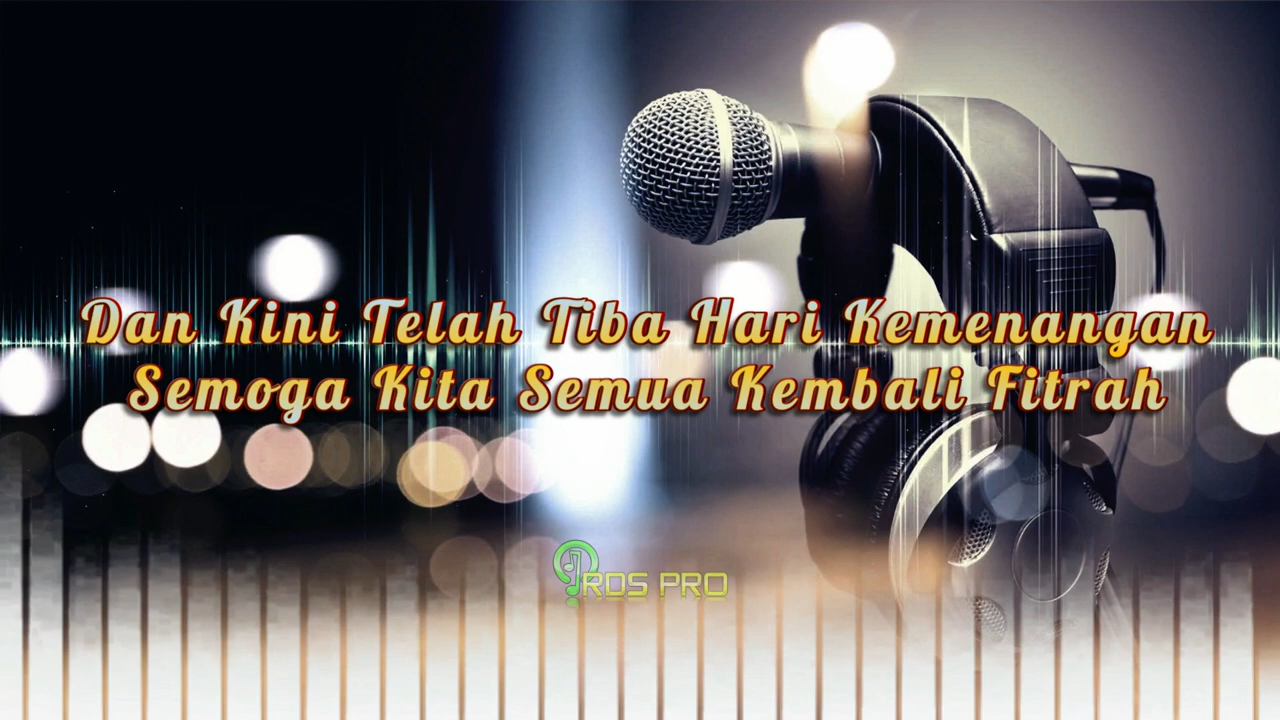 Dan Kini Telah Tiba Hari Kemenangan
Semoga Kita Semua Kembali Fitrah
RDS PRO